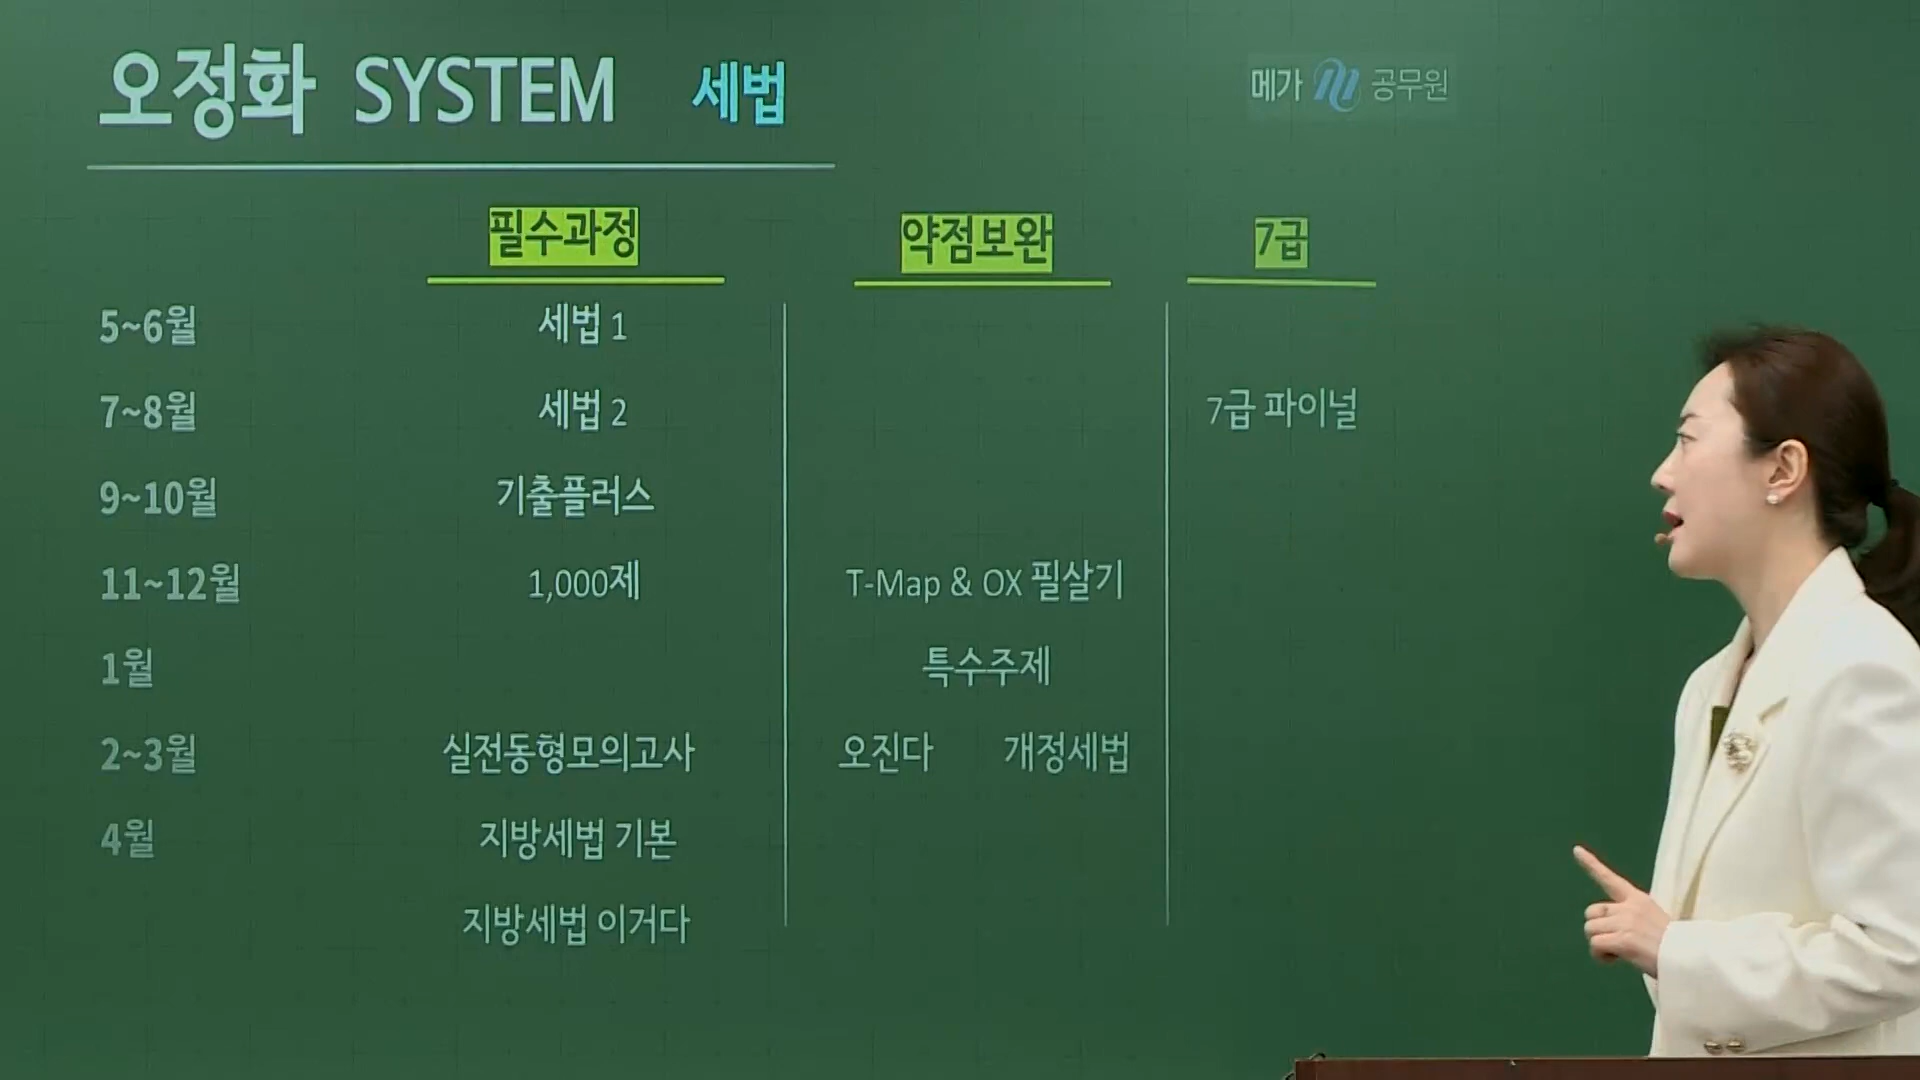 오정화 SYSTEM 세법
메가 공무원
필수과정 약점보완 7급
5~6월 세법 1
7~8월 세법 2 7급 파이널
9~10월 기출플러스
11~12월 1,000제 T-Map & OX 필살기
1월 특수주제
2~3월 실전동형모의고사 오진다 개정세법
4월 지방세법 기본
지방세법 이거다